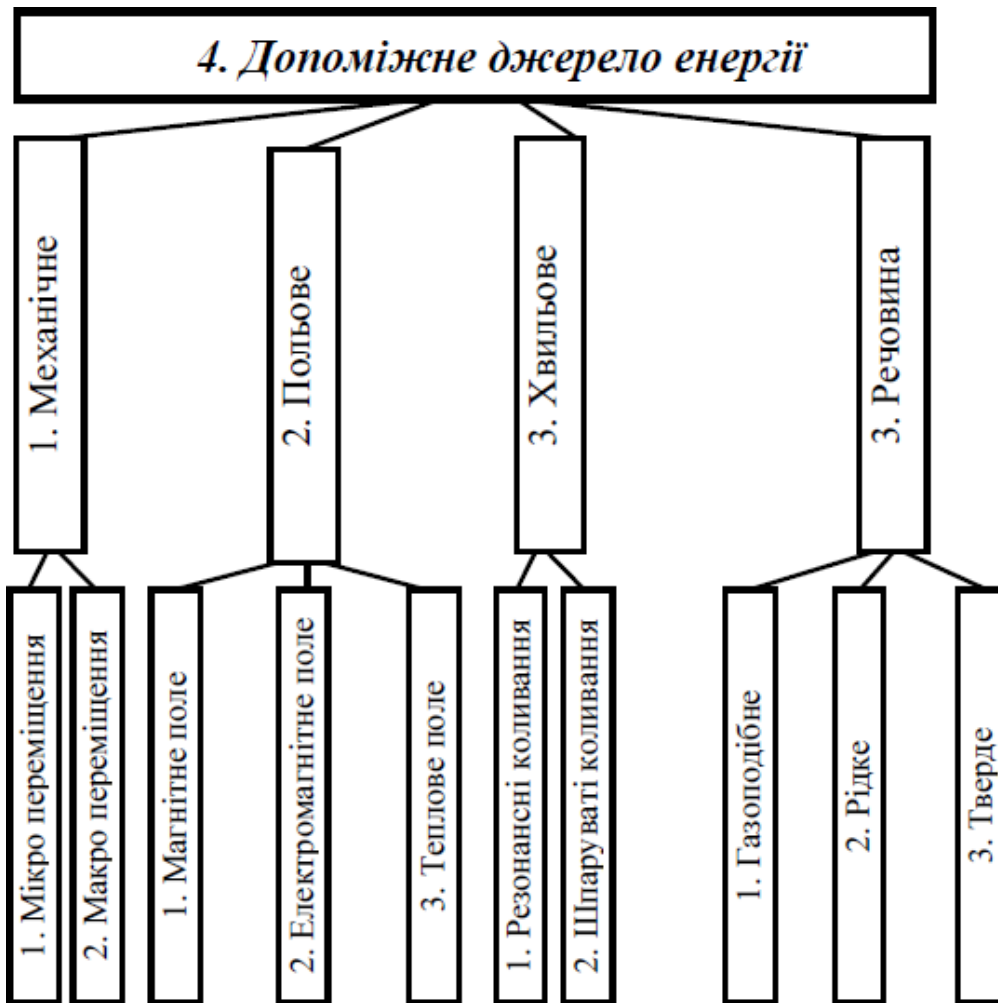 4. Допоміжне джерело енергії
1. Механічне
2. Польове
3. Хвильове
3. Речовина
1. Мікро переміщення
2. Макро переміщення
1. Магнітне поле
2. Електромагнітне поле
3. Теплове поле
1. Резонансні коливання
2. Шпаруваті коливання
1. Газоподібне
2. Рідке
3. Тверде